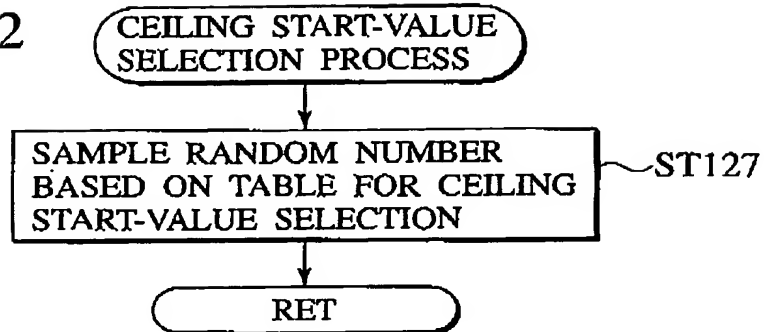 2
CEILING START-VALUE
SELECTION PROCESS
SAMPLE RANDOM NUMBER
BASED ON TABLE FOR CEILING
START-VALUE SELECTION
ST127
RET